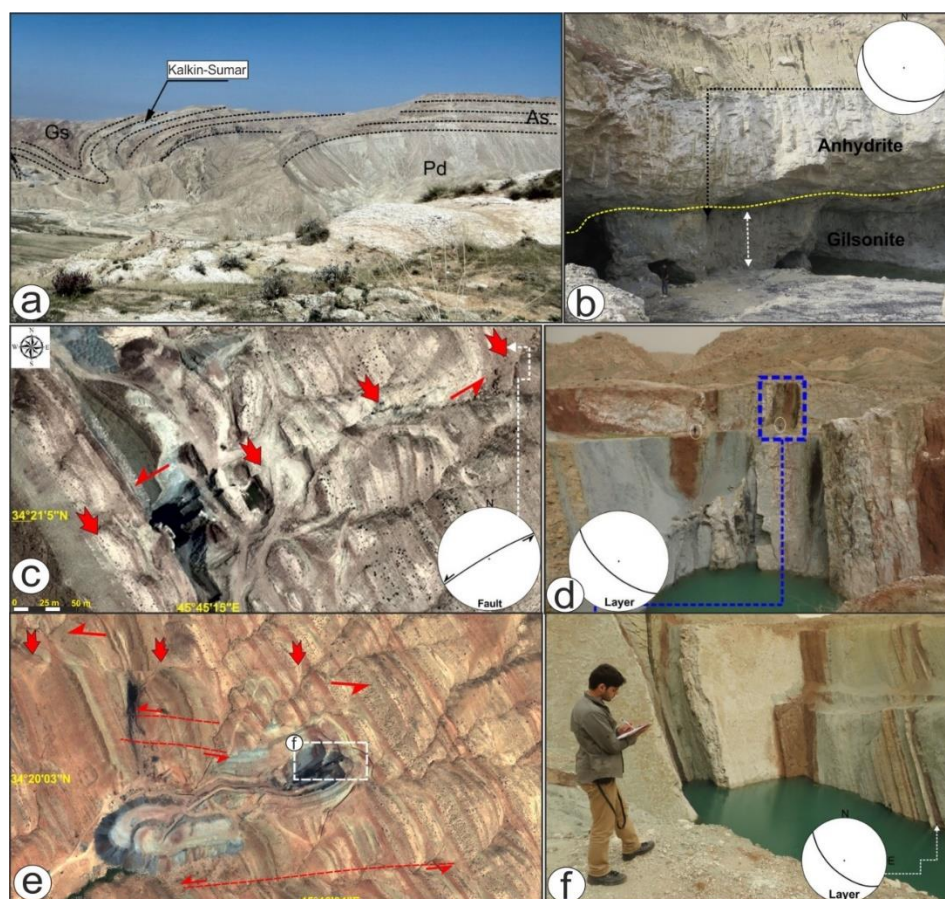 Kalkin-Sumar
Gs
As
Pd
a
N
Anhydrite
Gilsonite
b
N
W
E
S
34°21'5"N
0 25 m 50 m
45°45'15"E
N
Fault
c
N
Layer
d
f
34°20'03"N
e
N
E
Layer
f